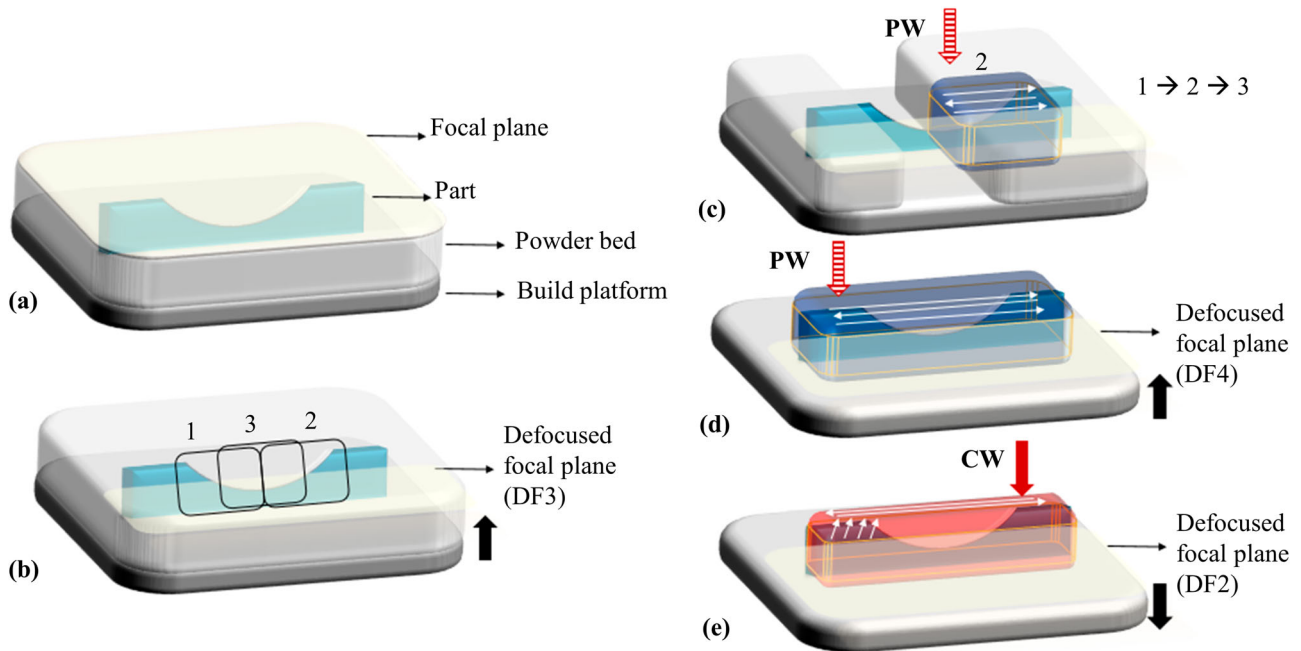 Focal plane
Part
Powder bed
Build platform
(a)
1 3 2
Defocused
focal plane
(DF3)
(b)
PW
2
1 → 2 → 3
(c)
PW
Defocused
focal plane
(DF4)
(d)
CW
Defocused
focal plane
(DF2)
(e)